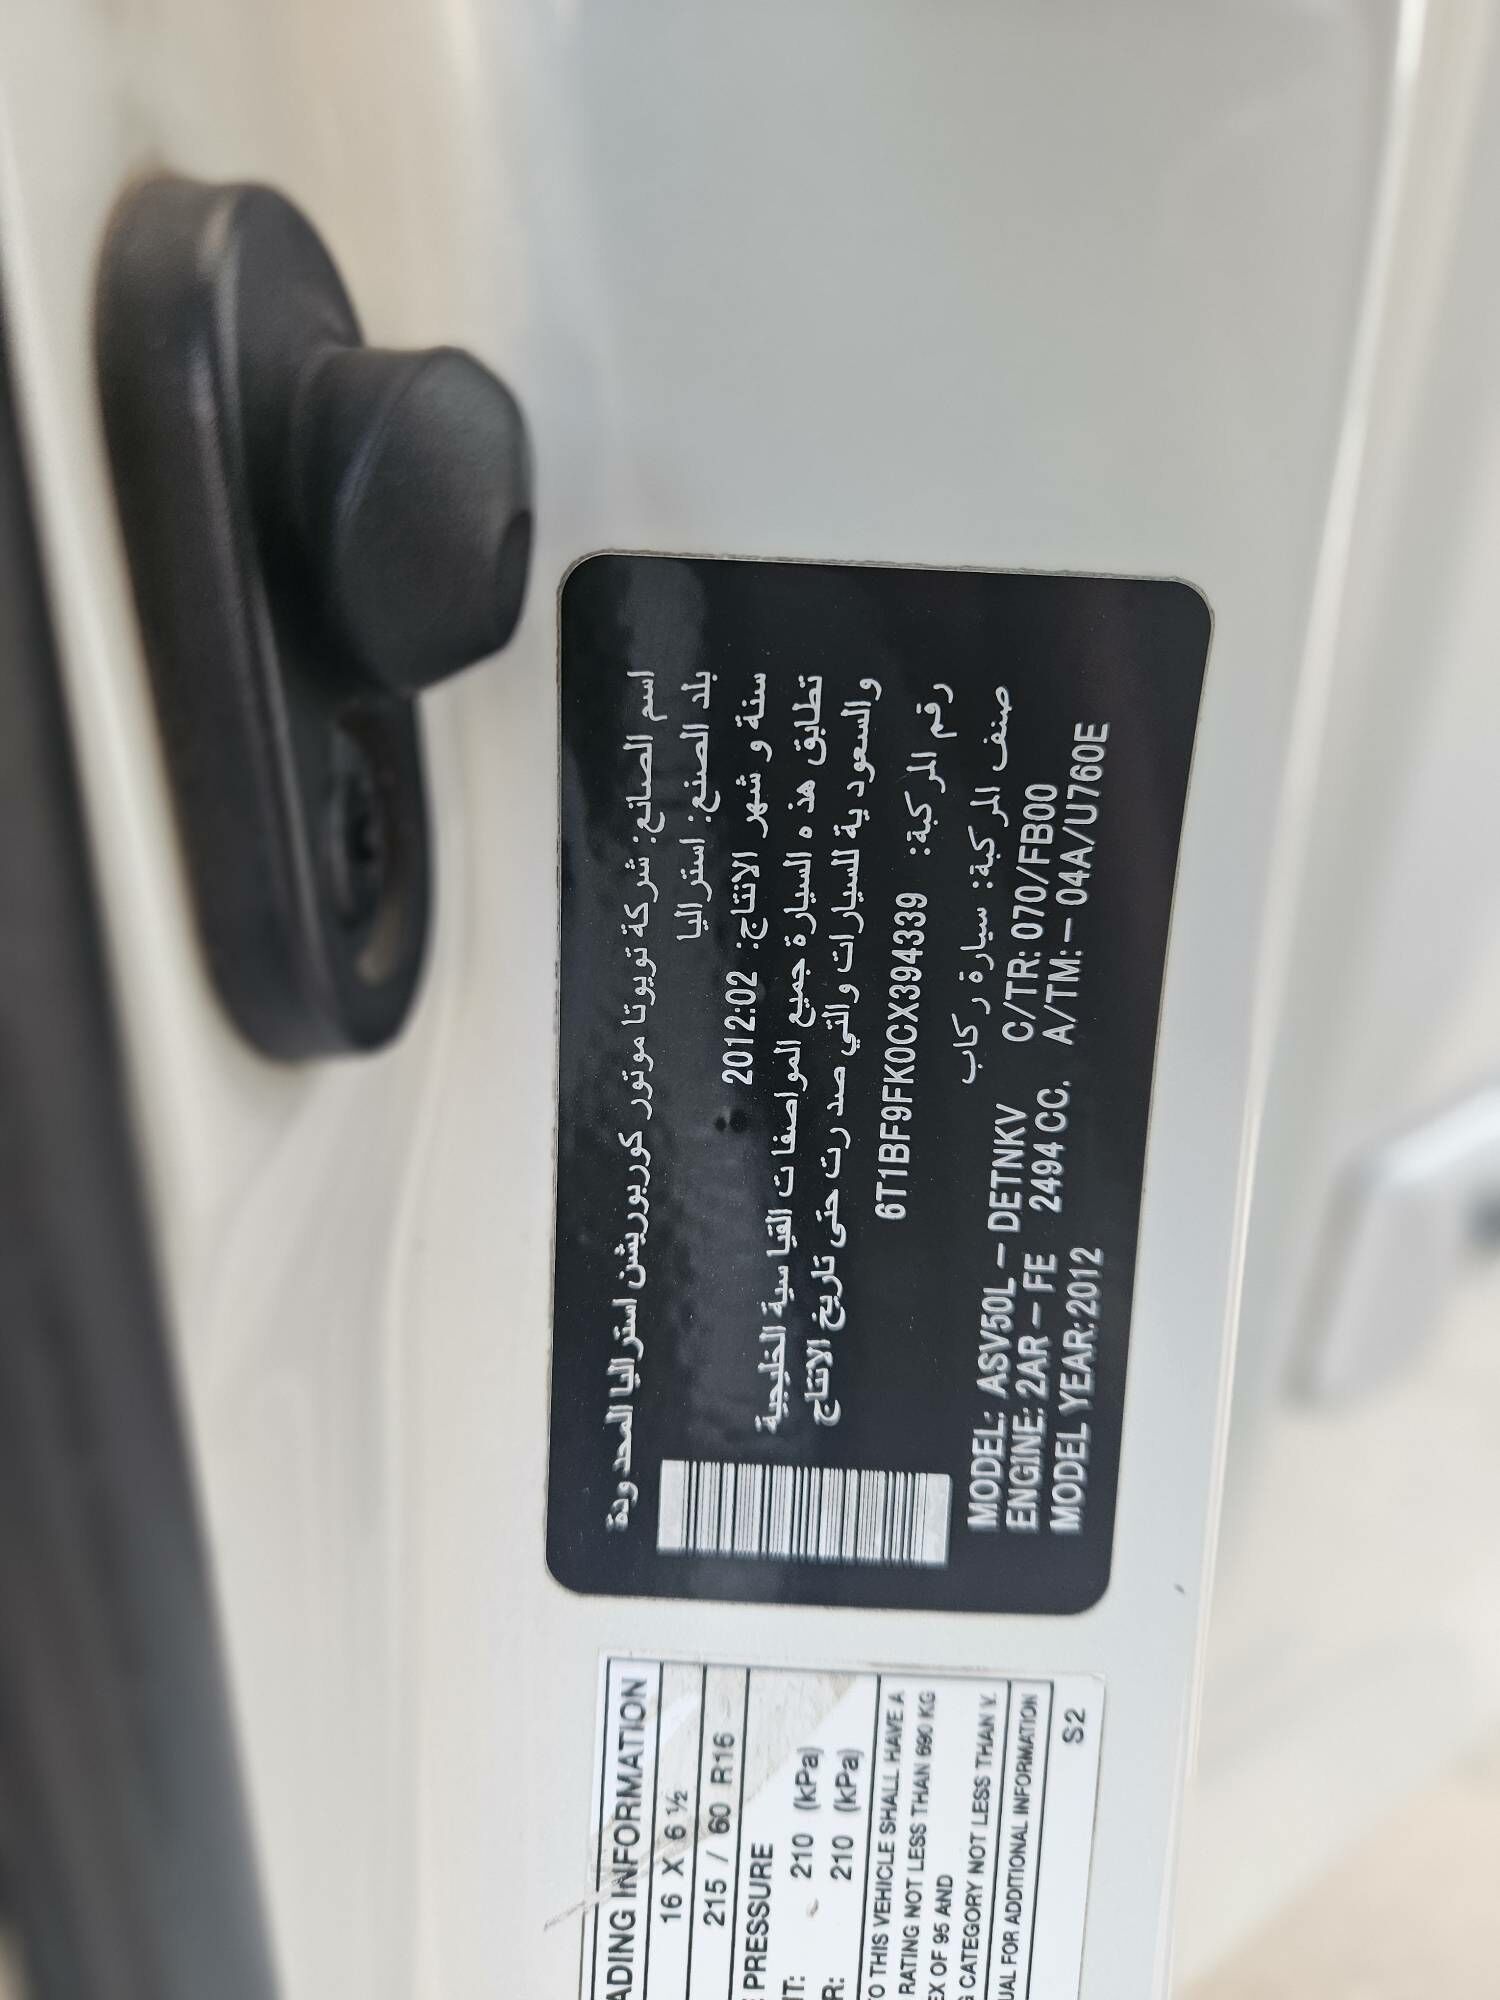 اسم الصانع: شركة تويوتا موتور كوربوريشن استراليا المحدودة
بلد الصنع: استراليا
سنة و شهر الانتاج: 2012:02
تطابق هذه السيارة جميع المواصفات القياسية الخليجية
والسعودية للسيارات والتي صدرت حتى تاريخ الانتاج
رقم المركبة: 6T1BF9FK0CX394339
صنف المركبة: سيارة ركاب
MODEL: ASV50L – DETNKV C/TR: 070/FB00
ENGINE: 2AR – FE 2494 CC. A/TM: – 04A/U760E
MODEL YEAR: 2012
ADING INFORMATION
16 X 6 ½
215 / 60 R16
PRESSURE
T: 210 (kPa)
R: 210 (kPa)
O THIS VEHICLE SHALL HAVE A
RATING NOT LESS THAN 690 KG
EX OF 95 AND
G CATEGORY NOT LESS THAN V.
UAL FOR ADDITIONAL INFORMATION
S2